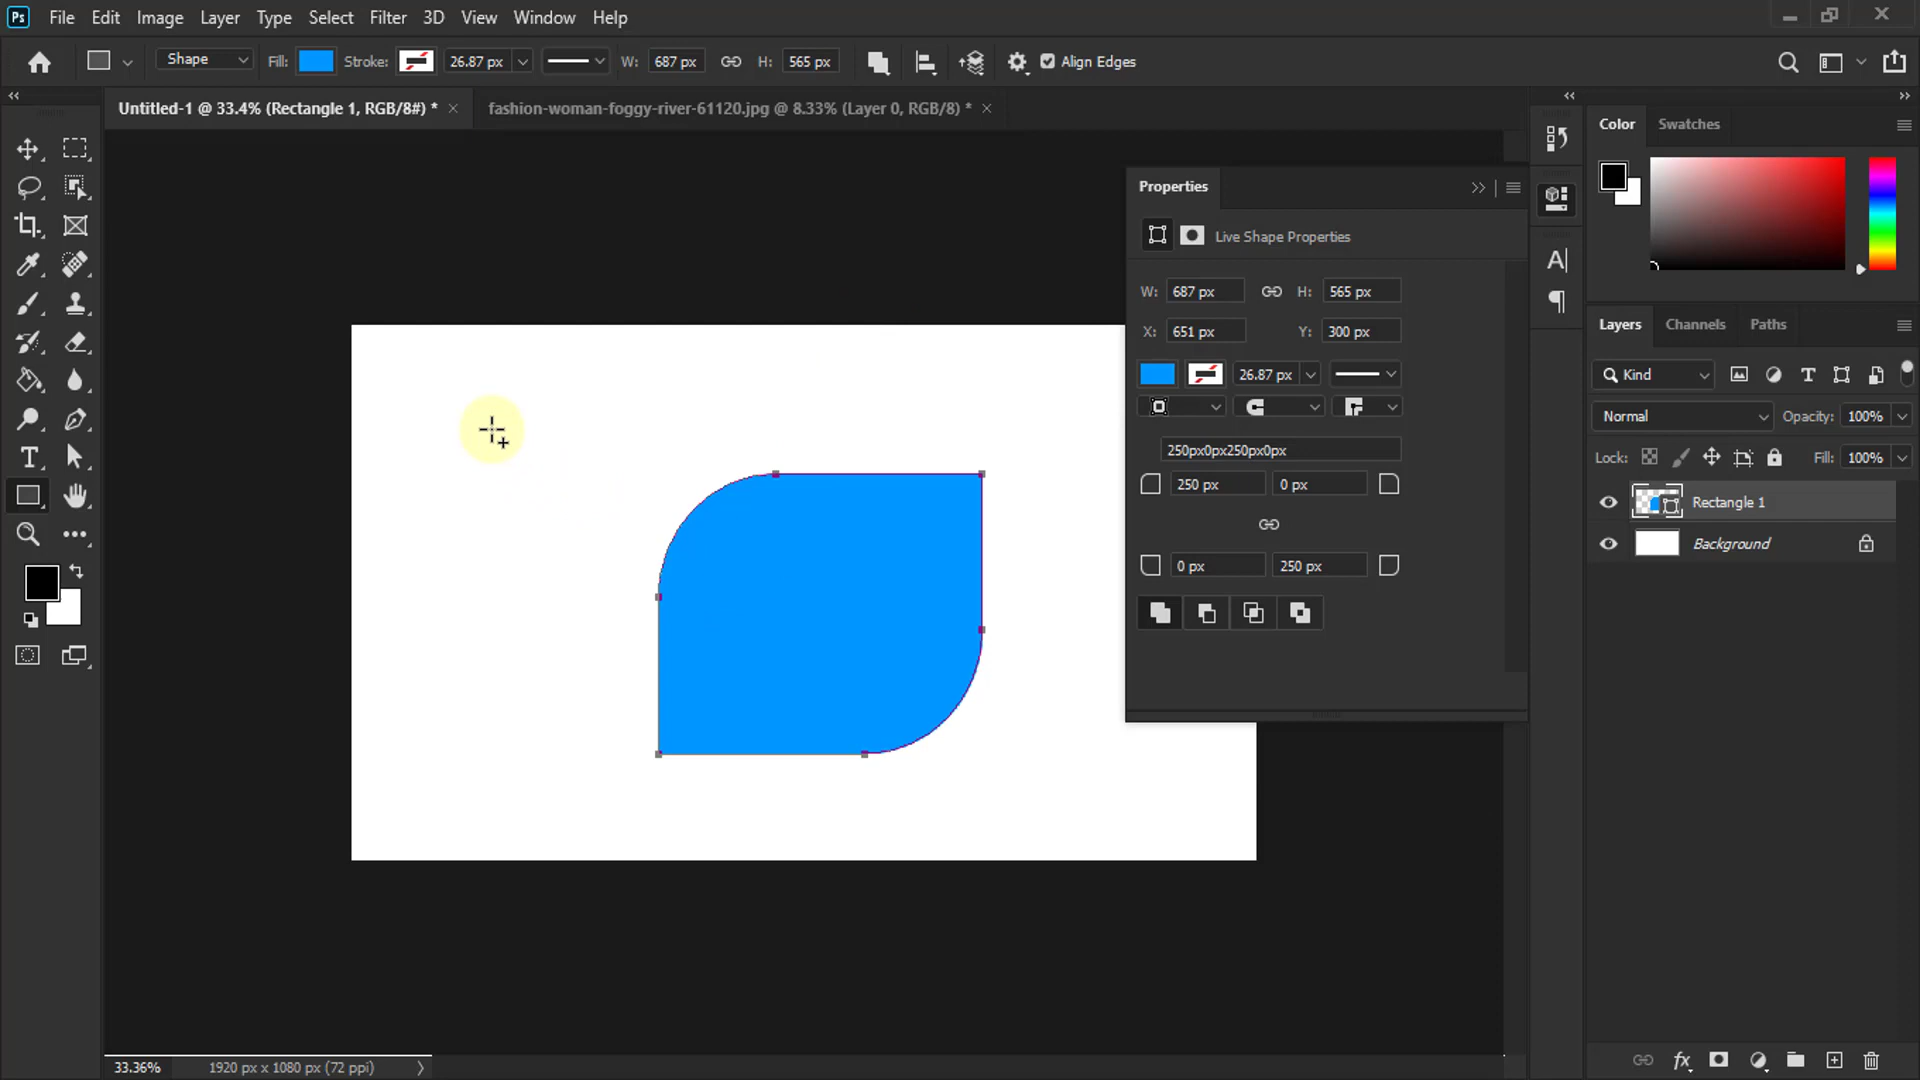 Ps File Edit Image Layer Type Select Filter 3D View Window Help
Shape Fill: Stroke: 26.87 px W: 687 px H: 565 px Align Edges
Untitled-1 @ 33.4% (Rectangle 1, RGB/8#) * fashion-woman-foggy-river-61120.jpg @ 8.33% (Layer 0, RGB/8) *
Color Swatches
Properties
Live Shape Properties
W: 687 px H: 565 px
X: 651 px Y: 300 px
26.87 px
250px0px250px0px
250 px 0 px
0 px 250 px
Layers Channels Paths
Kind
Normal Opacity: 100%
Lock: Fill: 100%
Rectangle 1
Background
33.36% 1920 px x 1080 px (72 ppi)